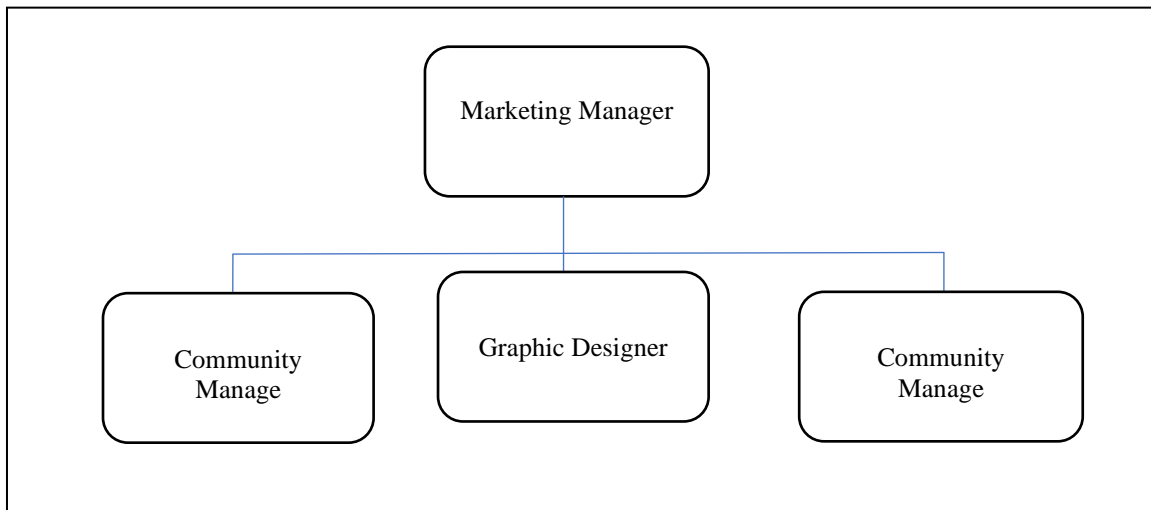 Marketing Manager
Community
Manage
Graphic Designer
Community
Manage